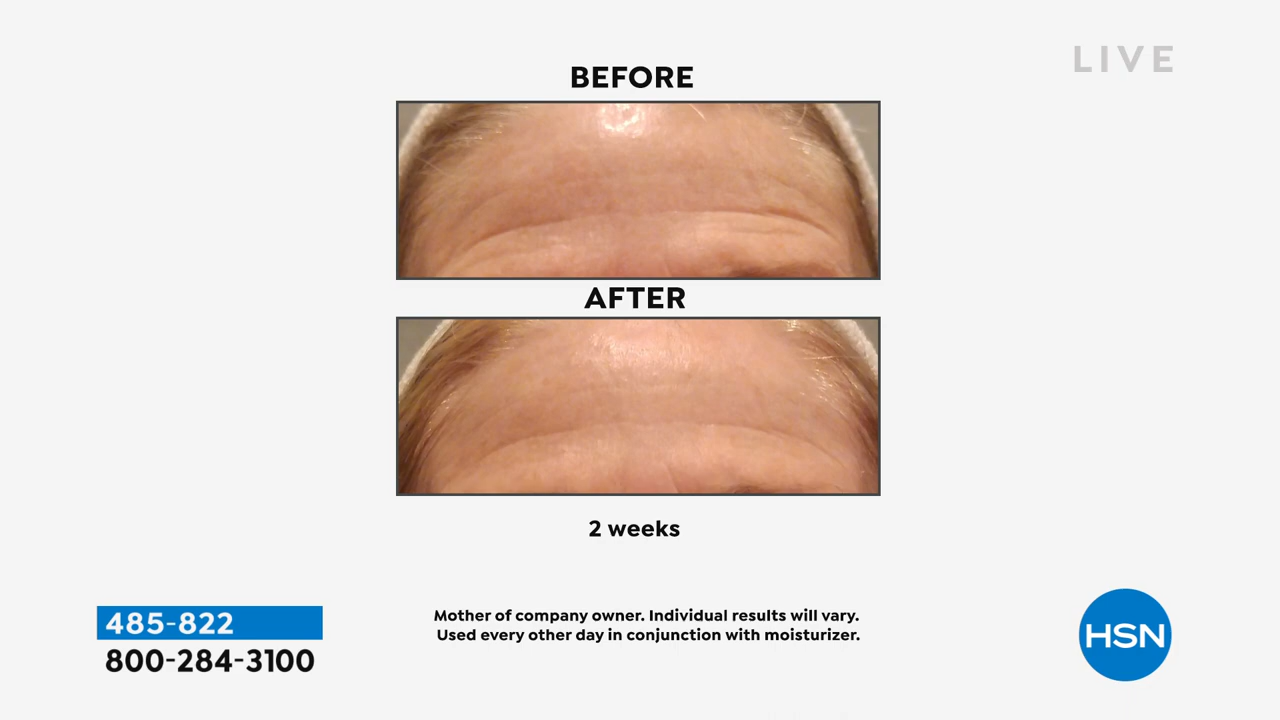 LIVE
BEFORE
AFTER
2 weeks
485-822
800-284-3100
Mother of company owner. Individual results will vary.
Used every other day in conjunction with moisturizer.
HSN